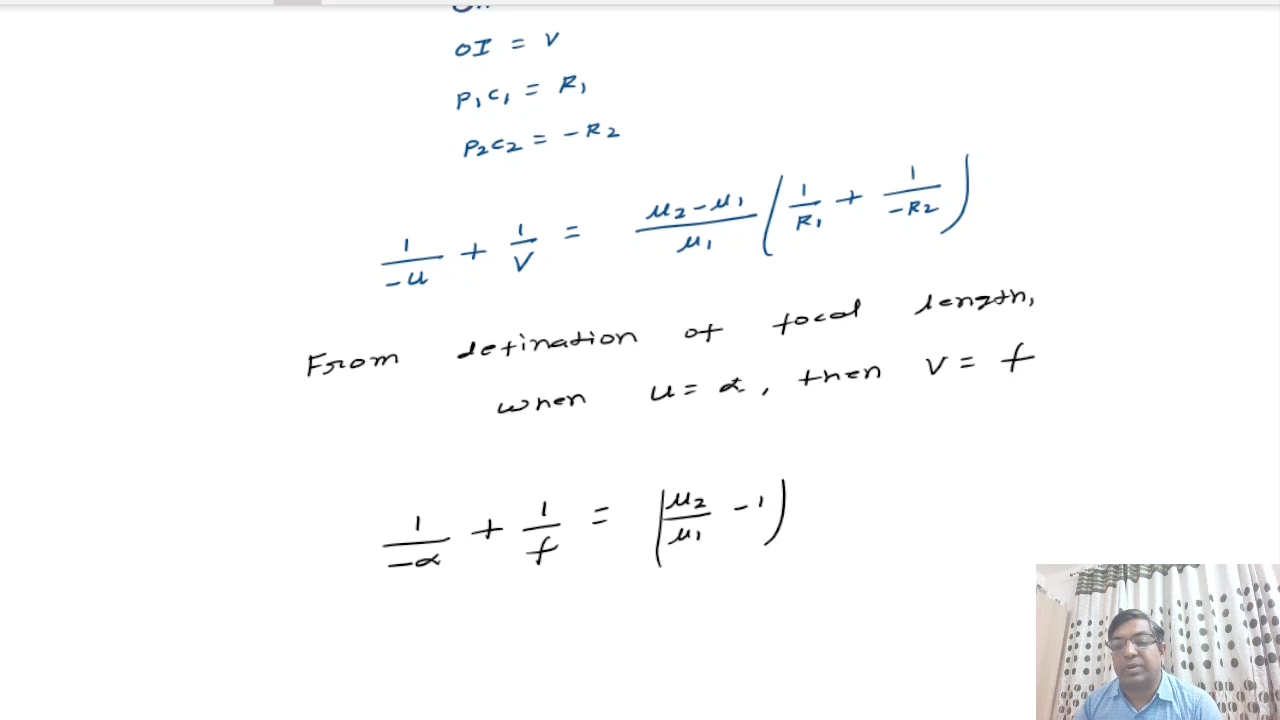 OI = V
P₁C₁ = R₁
P₂C₂ = -R₂
1/-u + 1/V = μ₂-μ₁/μ₁ (1/R₁ + 1/-R₂)
From defination of focal length,
when u = α, then V = f
1/-α + 1/f = (μ₂/μ₁ - 1)